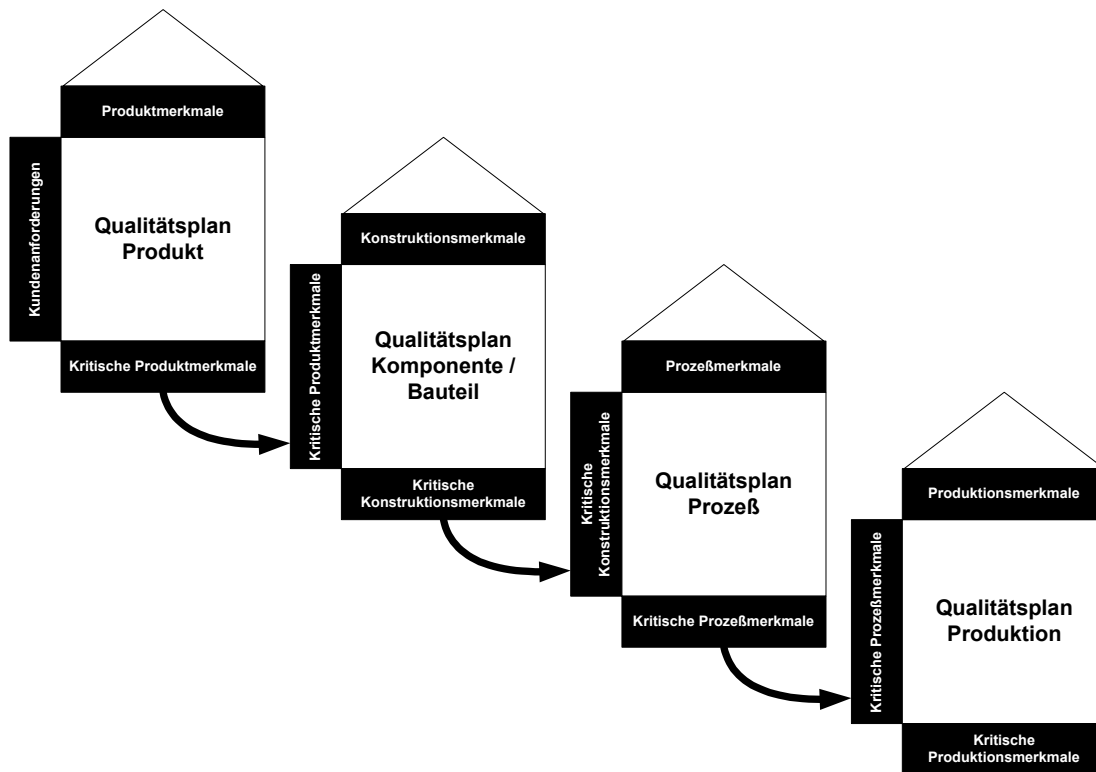 Produktmerkmale
Kundenanforderungen
Qualitätsplan
Produkt
Kritische Produktmerkmale
Konstruktionsmerkmale
Kritische Produktmerkmale
Qualitätsplan
Komponente /
Bauteil
Kritische
Konstruktionsmerkmale
Prozeßmerkmale
Kritische
Konstruktionsmerkmale
Qualitätsplan
Prozeß
Kritische Prozeßmerkmale
Produktionsmerkmale
Kritische Prozeßmerkmale
Qualitätsplan
Produktion
Kritische
Produktionsmerkmale